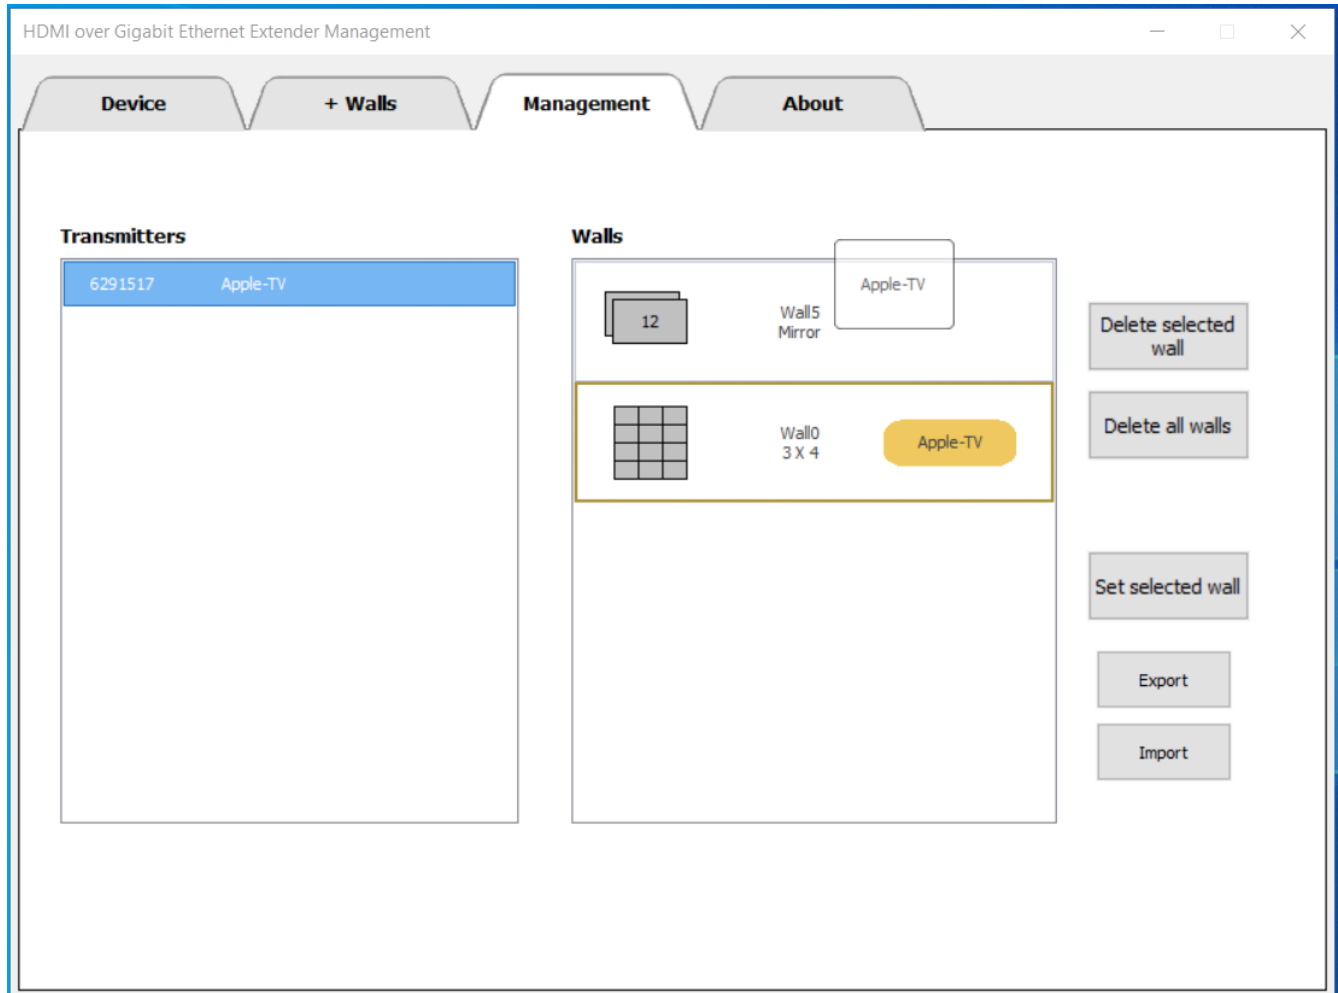 HDMI over Gigabit Ethernet Extender Management
Device
+ Walls
Management
About
Transmitters
6291517 Apple-TV
Walls
12
Wall5
Mirror
Apple-TV
Wall0
3 X 4
Apple-TV
Delete selected
wall
Delete all walls
Set selected wall
Export
Import